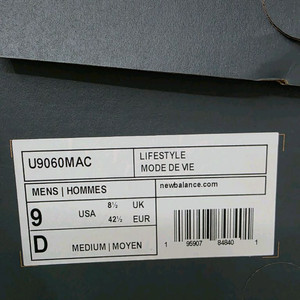 U9060MAC
LIFESTYLE
MODE DE VIE
MENS | HOMMES
newbalance.com
9 USA 8½ UK
42½ EUR
D MEDIUM | MOYEN
1 95907 84840 1